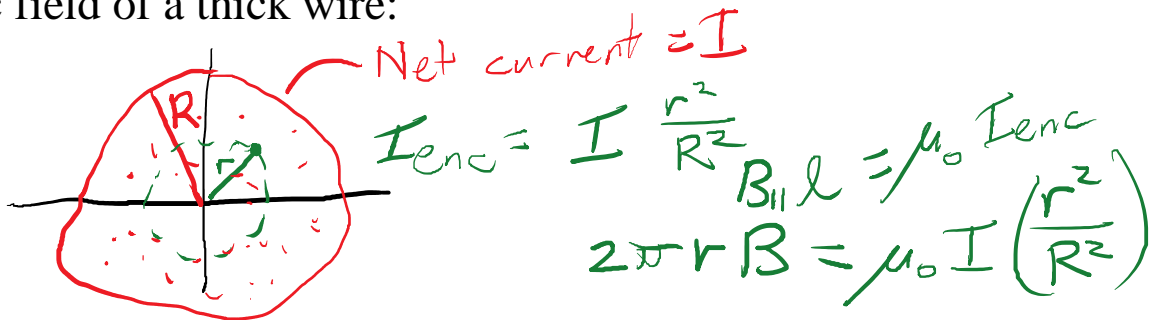 field of a thick wire:
Net current = I
R
r
I_enc = I r²/R²
B_{||} l = μ₀ I_enc
2πrB = μ₀ I (r²/R²)